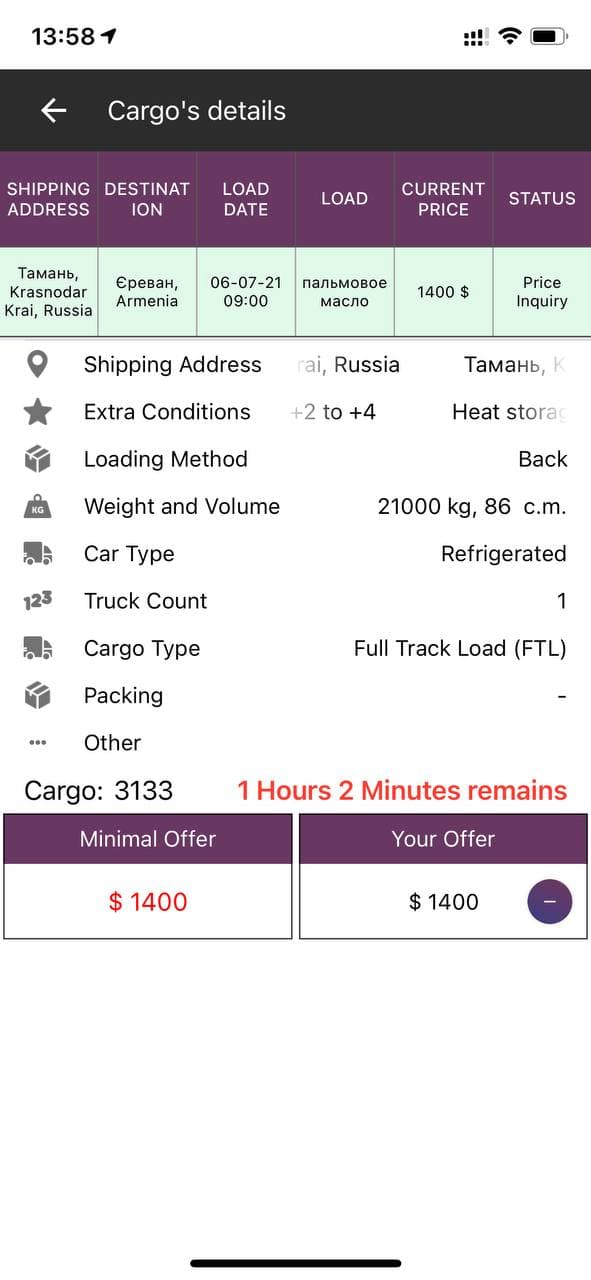 13:58
Cargo's details
SHIPPING ADDRESS
DESTINAT ION
LOAD DATE
LOAD
CURRENT PRICE
STATUS
Тамань, Krasnodar Krai, Russia
Єреван, Armenia
06-07-21 09:00
пальмовое масло
1400 $
Price Inquiry
Shipping Address rai, Russia Тамань, K
Extra Conditions +2 to +4 Heat storag
Loading Method Back
KG Weight and Volume 21000 kg, 86 c.m.
Car Type Refrigerated
123 Truck Count 1
Cargo Type Full Track Load (FTL)
Packing -
Other
Cargo: 3133 1 Hours 2 Minutes remains
Minimal Offer Your Offer
$ 1400 $ 1400 −